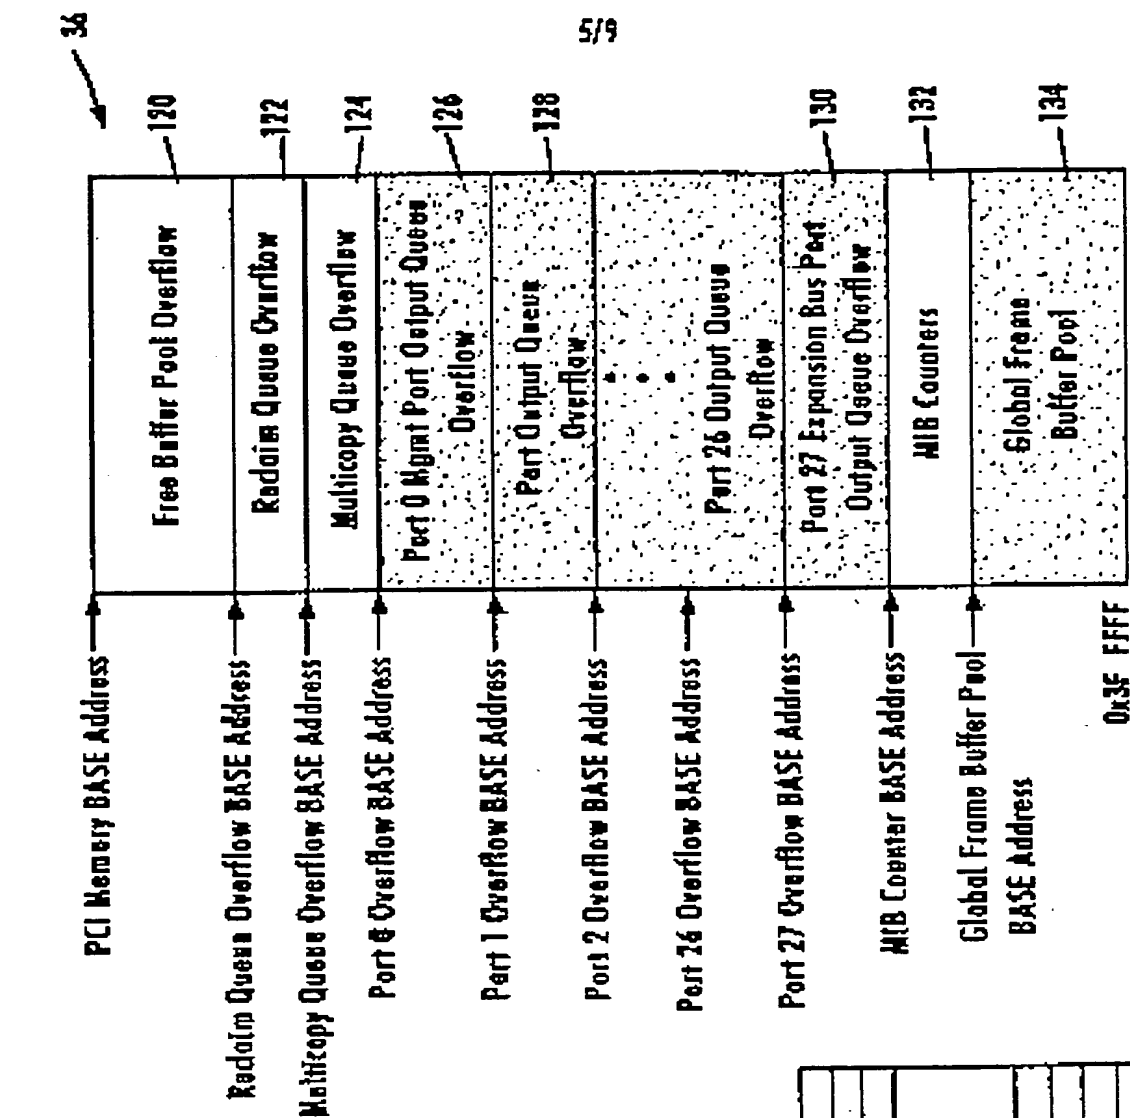 5/9
36
PCI Memory BASE Address
Free Buffer Pool Overflow
120
Redaim Queue Overflow BASE Address
Redaim Queue Overflow
122
Multicopy Queue Overflow BASE Address
Multicopy Queue Overflow
124
Port 0 Overflow BASE Address
Port 0 Mgmt Port Output Queue
Overflow
126
Port 1 Overflow BASE Address
Port Output Queue
Overflow
128
Port 2 Overflow BASE Address
Port 26 Overflow BASE Address
Port 26 Output Queue
Overflow
Port 27 Overflow BASE Address
Port 27 Expansion Bus Port
Output Queue Overflow
130
MIB Counter BASE Address
MIB Counters
132
Global Frame Buffer Pool
BASE Address
Global Frame
Buffer Pool
134
0x3F FFFF